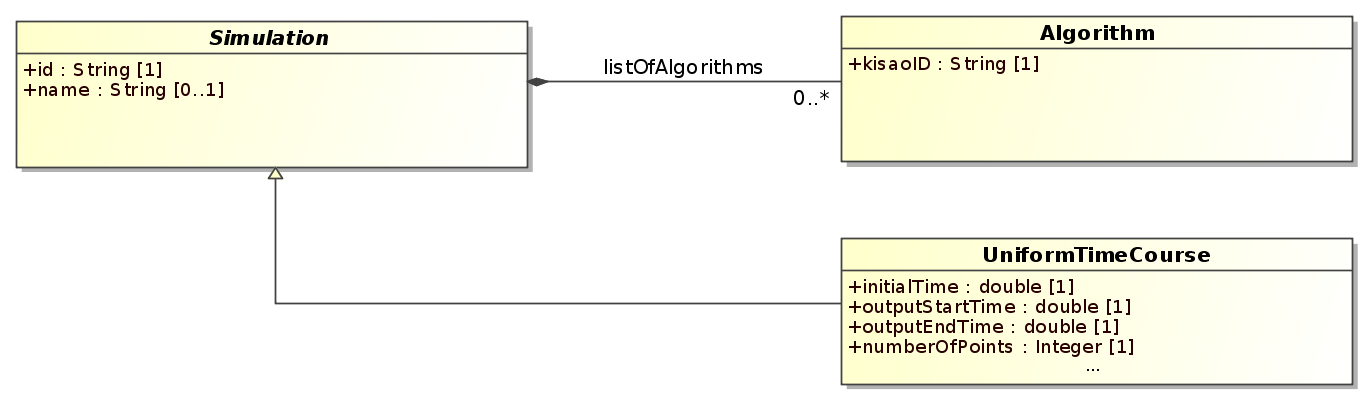 Simulation
+id : String [1]
+name : String [0..1]
listOfAlgorithms
0..*
Algorithm
+kisaoID : String [1]
UniformTimeCourse
+initialTime : double [1]
+outputStartTime : double [1]
+outputEndTime : double [1]
+numberOfPoints : Integer [1]
...